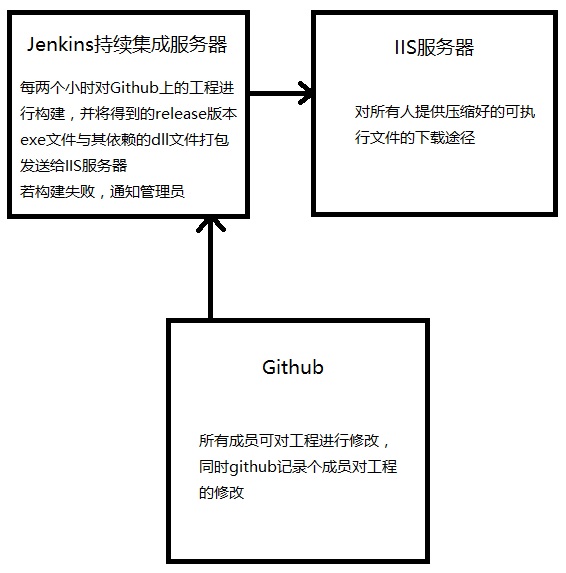 Jenkins持续集成服务器
每两个小时对Github上的工程进
行构建，并将得到的release版本
exe文件与其依赖的dll文件打包
发送给IIS服务器
若构建失败，通知管理员
IIS服务器
对所有人提供压缩好的可执
行文件的下载途径
Github
所有成员可对工程进行修改，
同时github记录个成员对工程
的修改